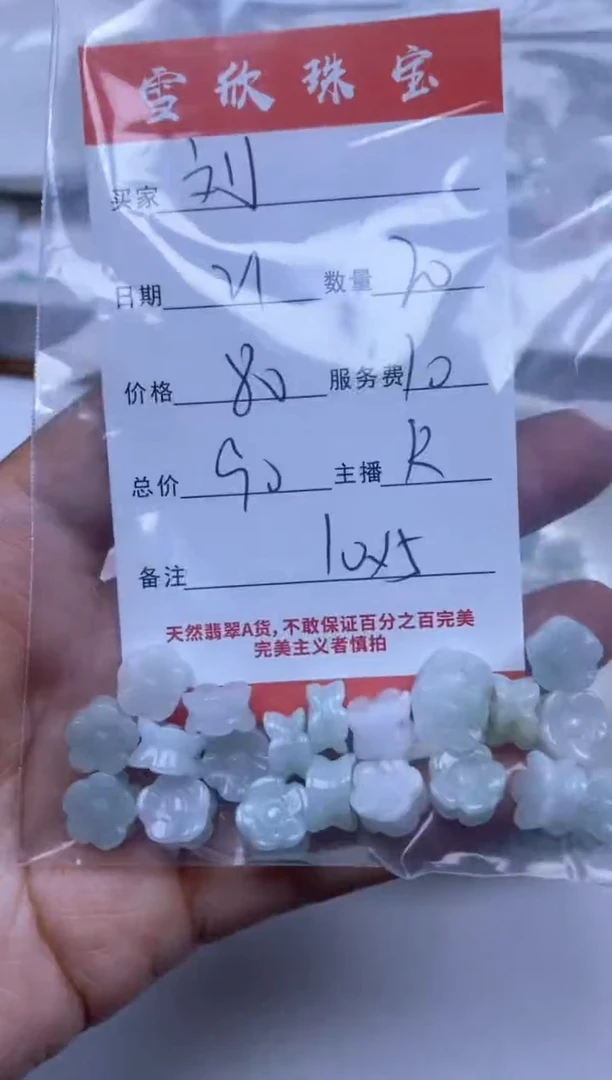 雪欣珠宝
买家 刘
日期 21 数量 20
价格 80 服务费 10
总价 90 主播 R
备注 10x5
天然翡翠A货,不敢保证百分之百完美
完美主义者慎拍